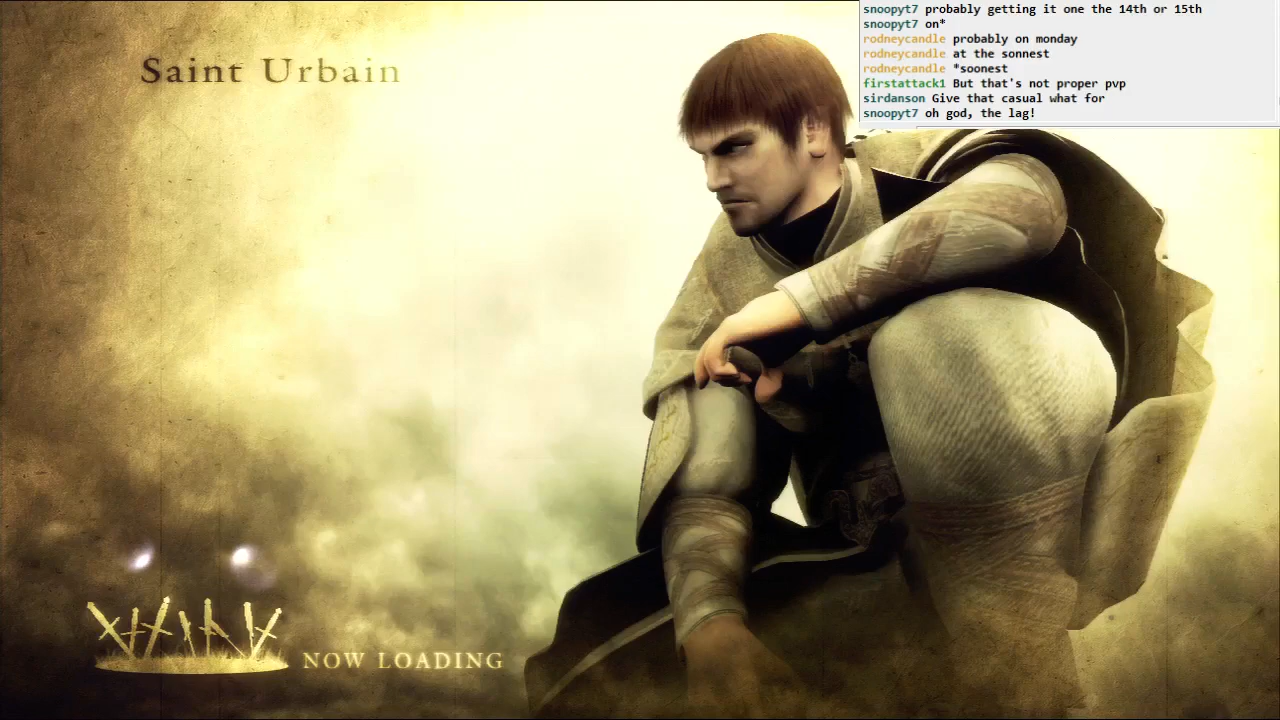 Saint Urbain
snoopyt7 probably getting it one the 14th or 15th
snoopyt7 on*
rodneycandle probably on monday
rodneycandle at the sonnest
rodneycandle *soonest
firstattack1 But that's not proper pvp
sirdanson Give that casual what for
snoopyt7 oh god, the lag!
NOW LOADING